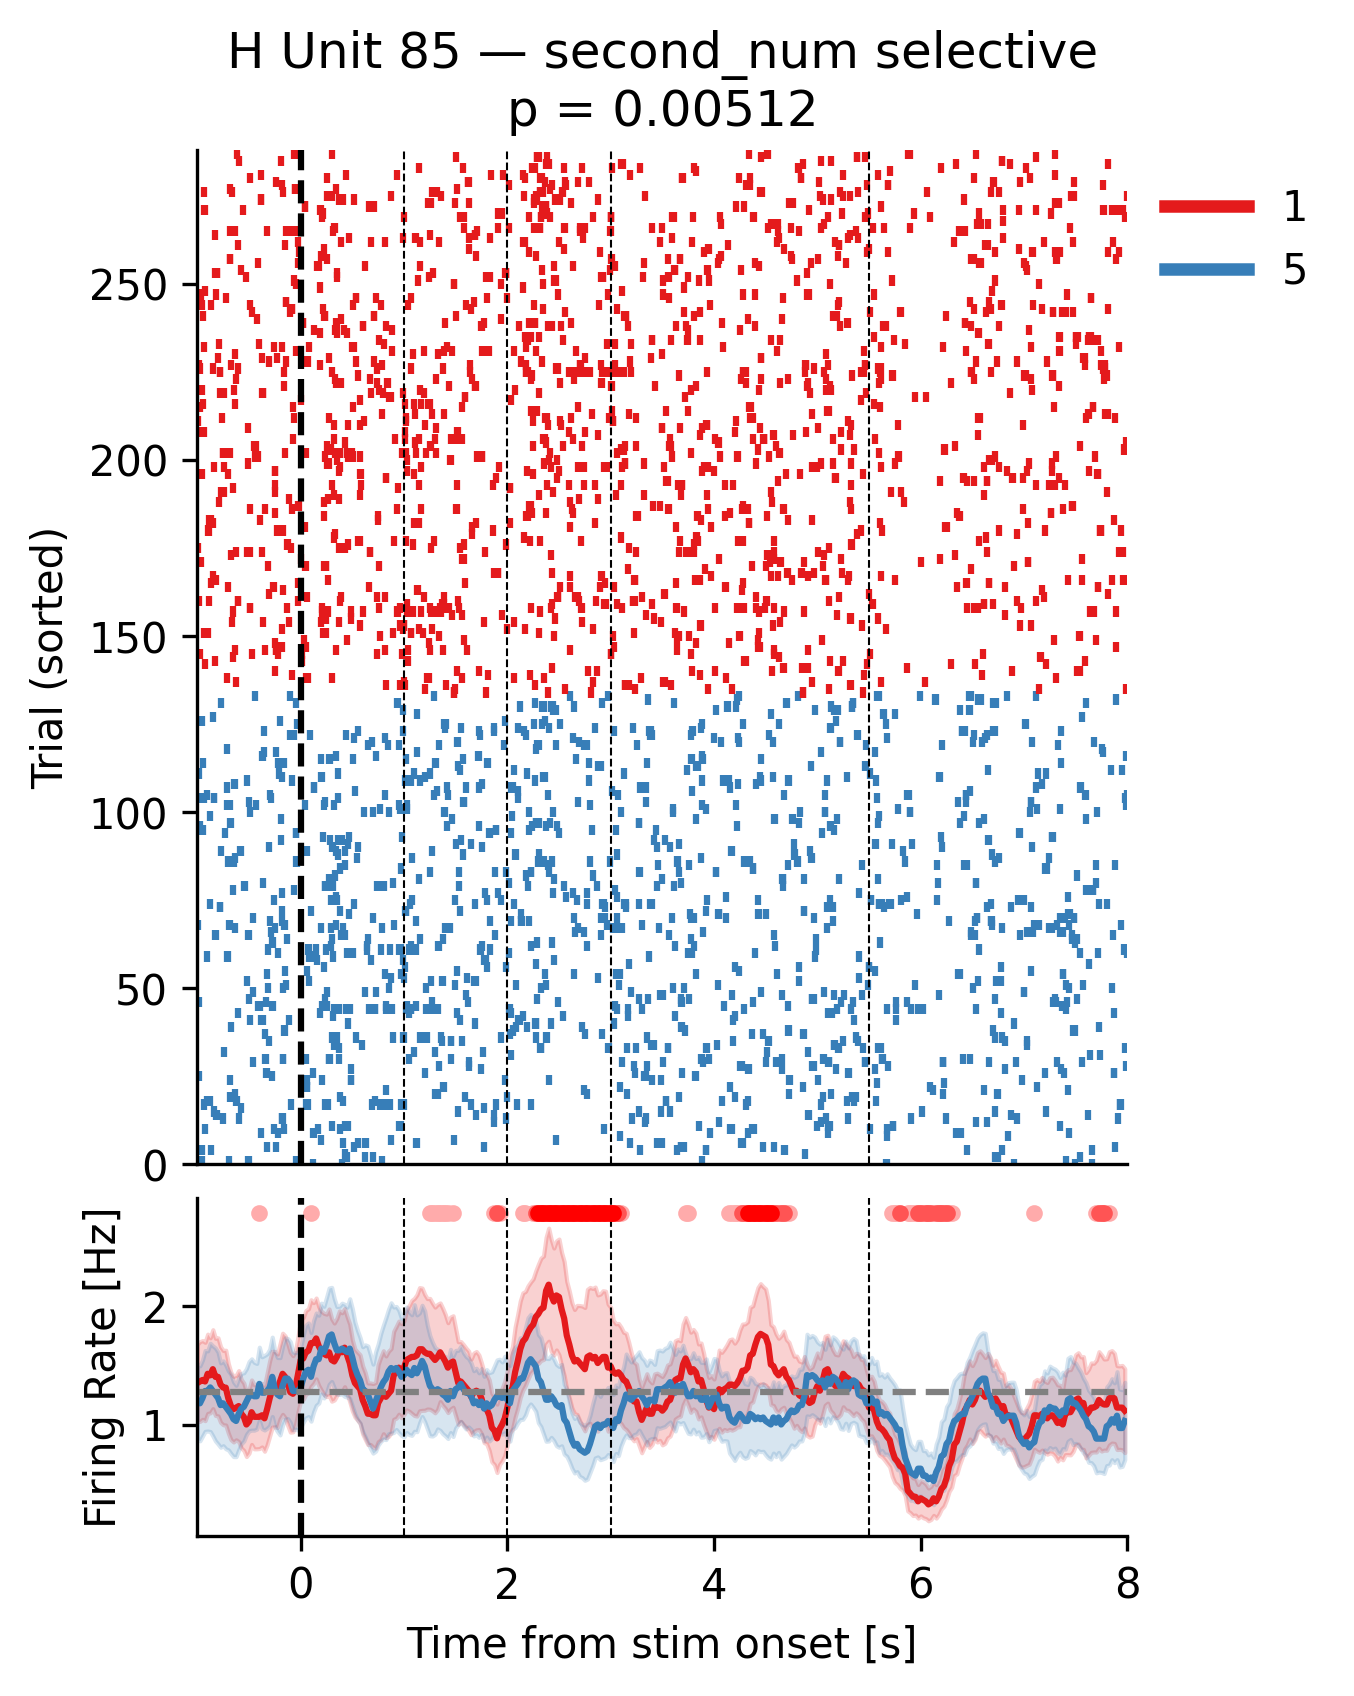 H Unit 85 — second_num selective
p = 0.00512
1
5
Trial (sorted)
250
200
150
100
50
0
Firing Rate [Hz]
2
1
0 2 4 6 8
Time from stim onset [s]